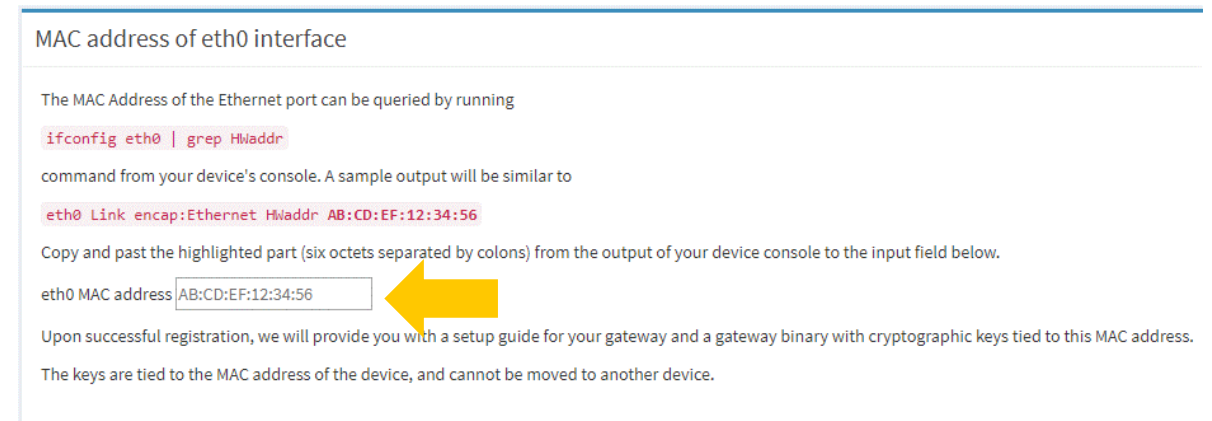 MAC address of eth0 interface
The MAC Address of the Ethernet port can be queried by running
ifconfig eth0 | grep HWaddr
command from your device's console. A sample output will be similar to
eth0 Link encap:Ethernet HWaddr AB:CD:EF:12:34:56
Copy and past the highlighted part (six octets separated by colons) from the output of your device console to the input field below.
eth0 MAC address AB:CD:EF:12:34:56
Upon successful registration, we will provide you with a setup guide for your gateway and a gateway binary with cryptographic keys tied to this MAC address.
The keys are tied to the MAC address of the device, and cannot be moved to another device.